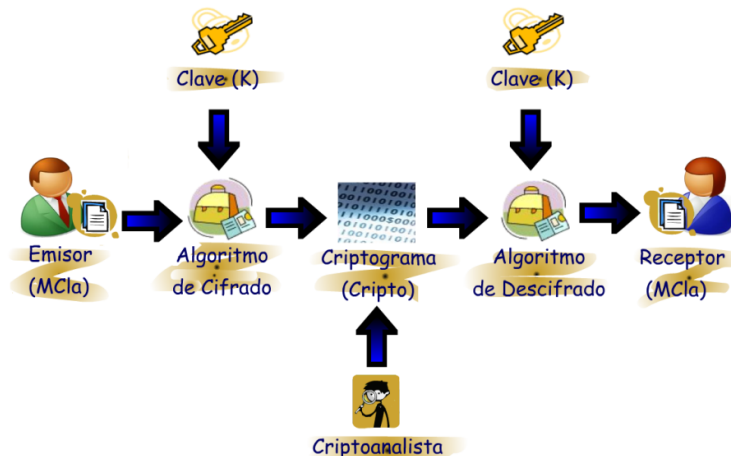 Clave (K)
Clave (K)
Emisor
(MCla)
Algoritmo
de Cifrado
Criptograma
(Cripto)
Algoritmo
de Descifrado
Receptor
(MCla)
Criptoanalista